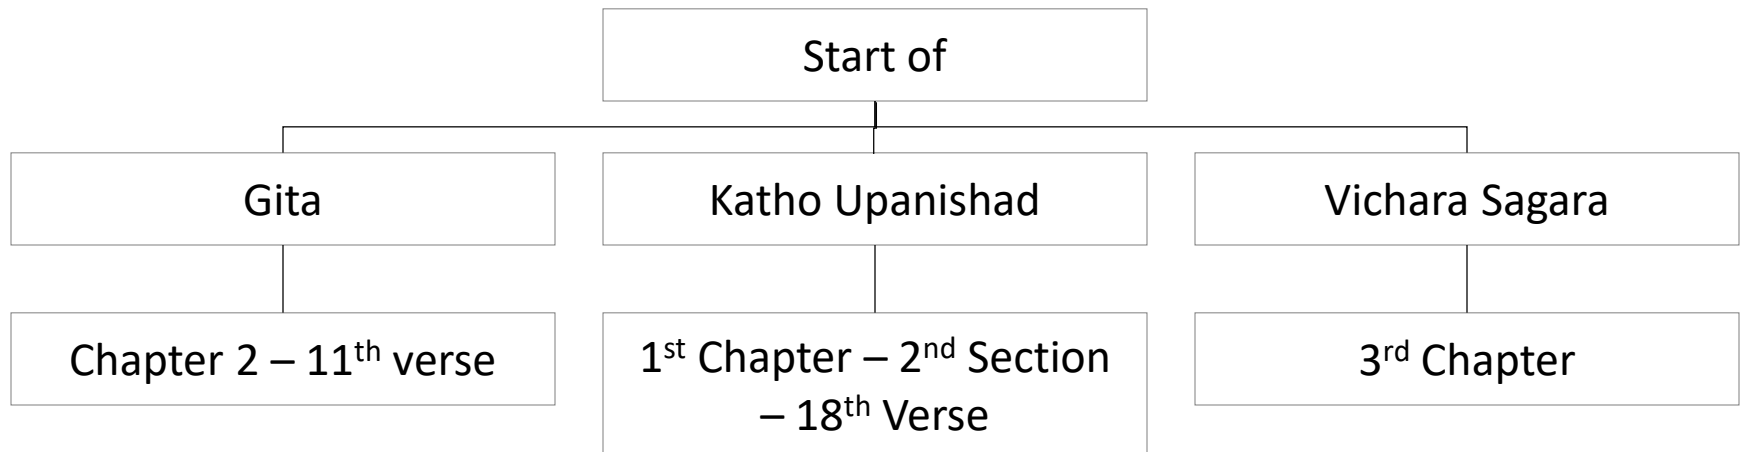 Start of
Gita
Katho Upanishad
Vichara Sagara
Chapter 2 – 11th verse
1st Chapter – 2nd Section
– 18th Verse
3rd Chapter